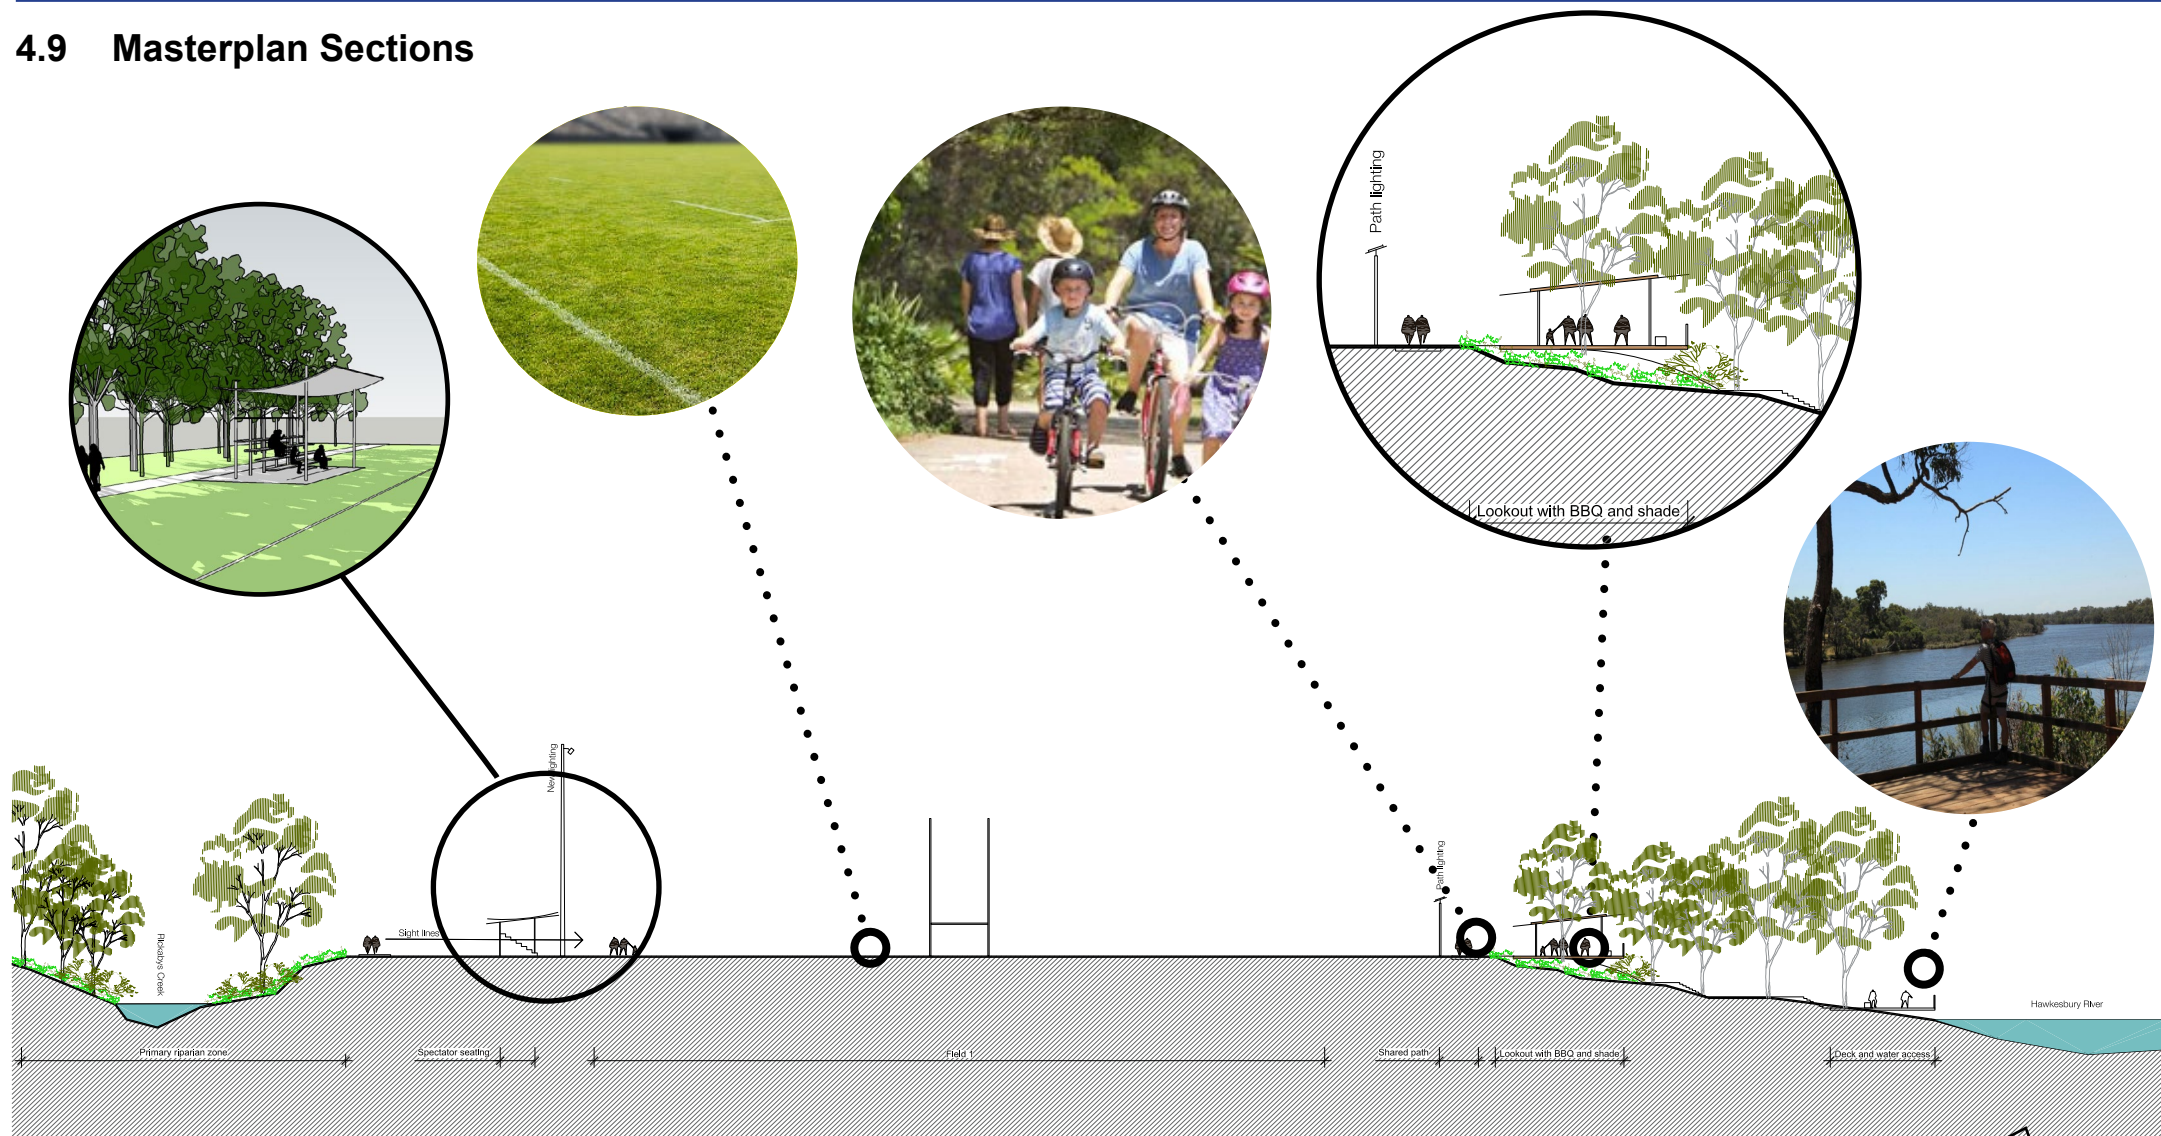 4.9 Masterplan Sections
Path lighting
Lookout with BBQ and shade
New lighting
Path lighting
Rickabys Creek
Sight lines
Hawkesbury River
Primary riparian zone
Spectator seating
Field 1
Shared path
Lookout with BBQ and shade
Deck and water access